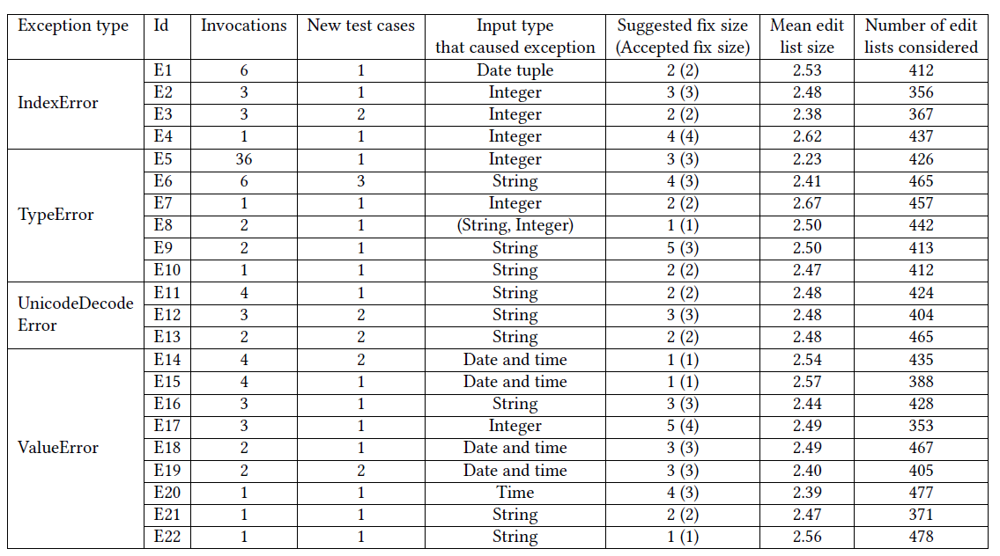 Exception type Id Invocations New test cases Input type Suggested fix size Mean edit Number of edit
that caused exception (Accepted fix size) list size lists considered
IndexError
E1 6 1 Date tuple 2 (2) 2.53 412
E2 3 1 Integer 3 (3) 2.48 356
E3 3 2 Integer 2 (2) 2.38 367
E4 1 1 Integer 4 (4) 2.62 437
TypeError
E5 36 1 Integer 3 (3) 2.23 426
E6 6 3 String 4 (3) 2.41 465
E7 1 1 Integer 2 (2) 2.67 457
E8 2 1 (String, Integer) 1 (1) 2.50 442
E9 2 1 String 5 (3) 2.50 413
E10 1 1 String 2 (2) 2.47 412
UnicodeDecode
Error
E11 4 1 String 2 (2) 2.48 424
E12 3 2 String 3 (3) 2.48 404
E13 2 2 String 2 (2) 2.48 465
ValueError
E14 4 2 Date and time 1 (1) 2.54 435
E15 4 1 Date and time 1 (1) 2.57 388
E16 3 1 String 3 (3) 2.44 428
E17 3 1 Integer 5 (4) 2.49 353
E18 2 1 Date and time 3 (3) 2.49 467
E19 2 2 Date and time 3 (3) 2.40 405
E20 1 1 Time 4 (3) 2.39 477
E21 1 1 String 2 (2) 2.47 371
E22 1 1 String 1 (1) 2.56 478